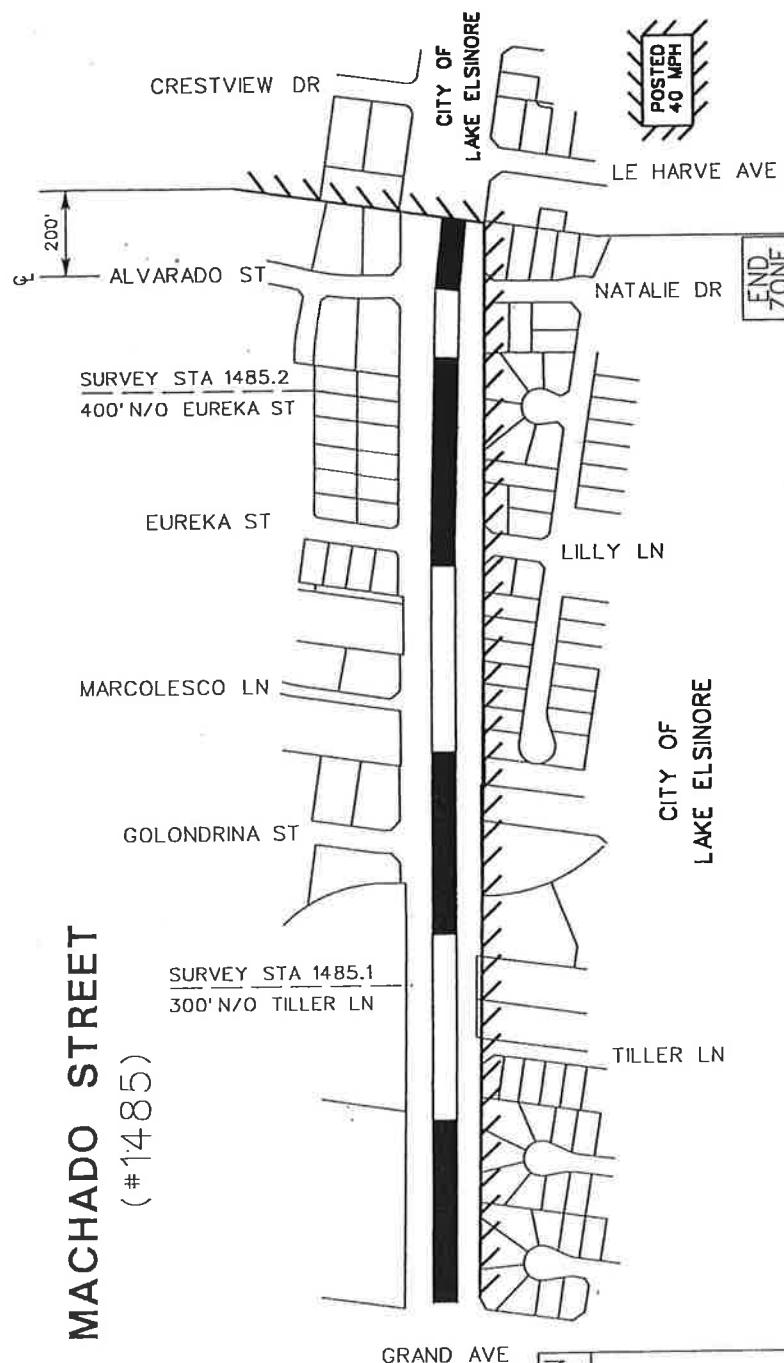 MACHADO STREET
(#1485)
CRESTVIEW DR
CITY OF
LAKE ELSINORE
POSTED
40 MPH
LE HARVE AVE
200'
℄
ALVARADO ST
NATALIE DR
END
ZONE
SURVEY STA 1485.2
400' N/O EUREKA ST
EUREKA ST
LILLY LN
MARCOLESCO LN
CITY OF
LAKE ELSINORE
GOLONDRINA ST
SURVEY STA 1485.1
300' N/O TILLER LN
TILLER LN
GRAND AVE